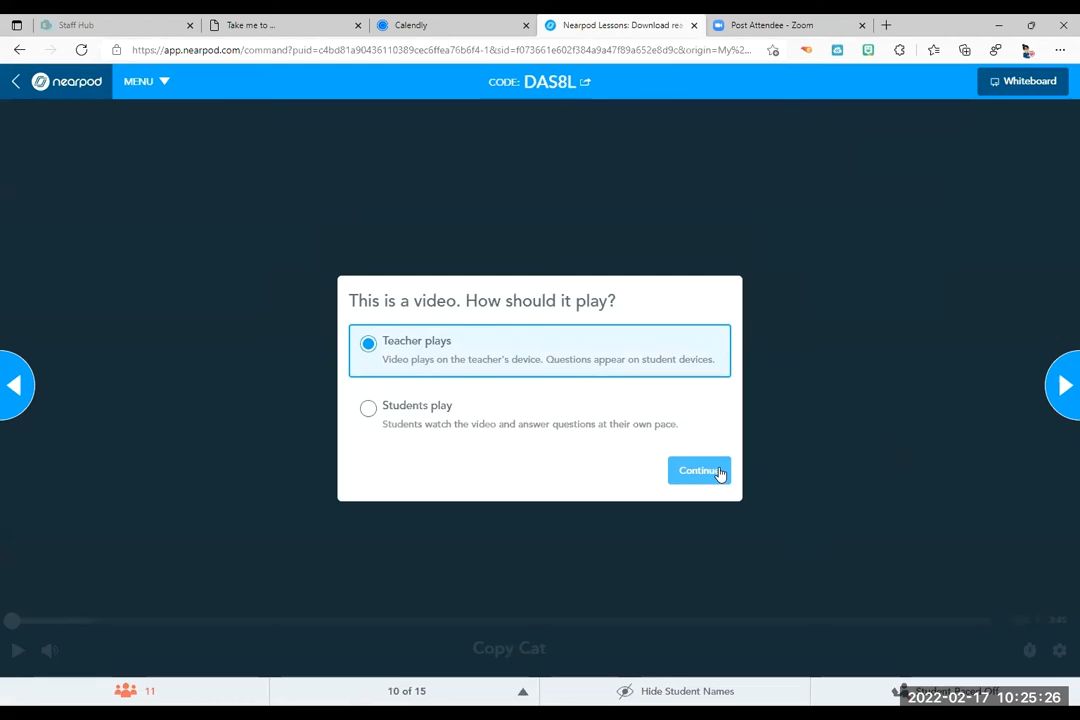 Staff Hub
Take me to ...
Calendly
Nearpod Lessons: Download re
Post Attendee - Zoom
https://app.nearpod.com/command?puid=c4bd81a90436110389cec6ffea76b6f4-1&sid=f073661e602f384a9a47f89a652e8d9c&origin=My%2...
nearpod
MENU
CODE: DAS8L
Whiteboard
This is a video. How should it play?
Teacher plays
Video plays on the teacher's device. Questions appear on student devices.
Students play
Students watch the video and answer questions at their own pace.
Continue
Copy Cat
11
10 of 15
Hide Student Names
2022-02-17 10:25:26